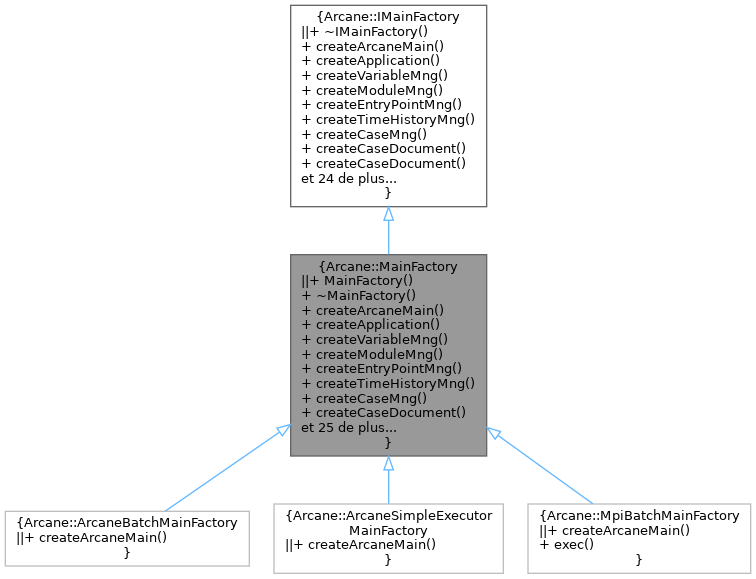 {Arcane::IMainFactory
||+ ~IMainFactory()
+ createArcaneMain()
+ createApplication()
+ createVariableMng()
+ createModuleMng()
+ createEntryPointMng()
+ createTimeHistoryMng()
+ createCaseMng()
+ createCaseDocument()
+ createCaseDocument()
et 24 de plus...
}
{Arcane::MainFactory
||+ MainFactory()
+ ~MainFactory()
+ createArcaneMain()
+ createApplication()
+ createVariableMng()
+ createModuleMng()
+ createEntryPointMng()
+ createTimeHistoryMng()
+ createCaseMng()
+ createCaseDocument()
et 25 de plus...
}
{Arcane::ArcaneBatchMainFactory
||+ createArcaneMain()
}
{Arcane::ArcaneSimpleExecutor
MainFactory
||+ createArcaneMain()
}
{Arcane::MpiBatchMainFactory
||+ createArcaneMain()
+ exec()
}